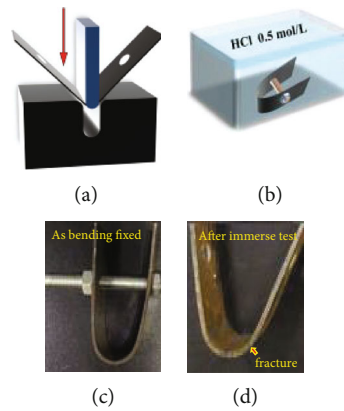 HCl 0.5 mol/L
(a)
(b)
As bending fixed
After immerse test
fracture
(c)
(d)